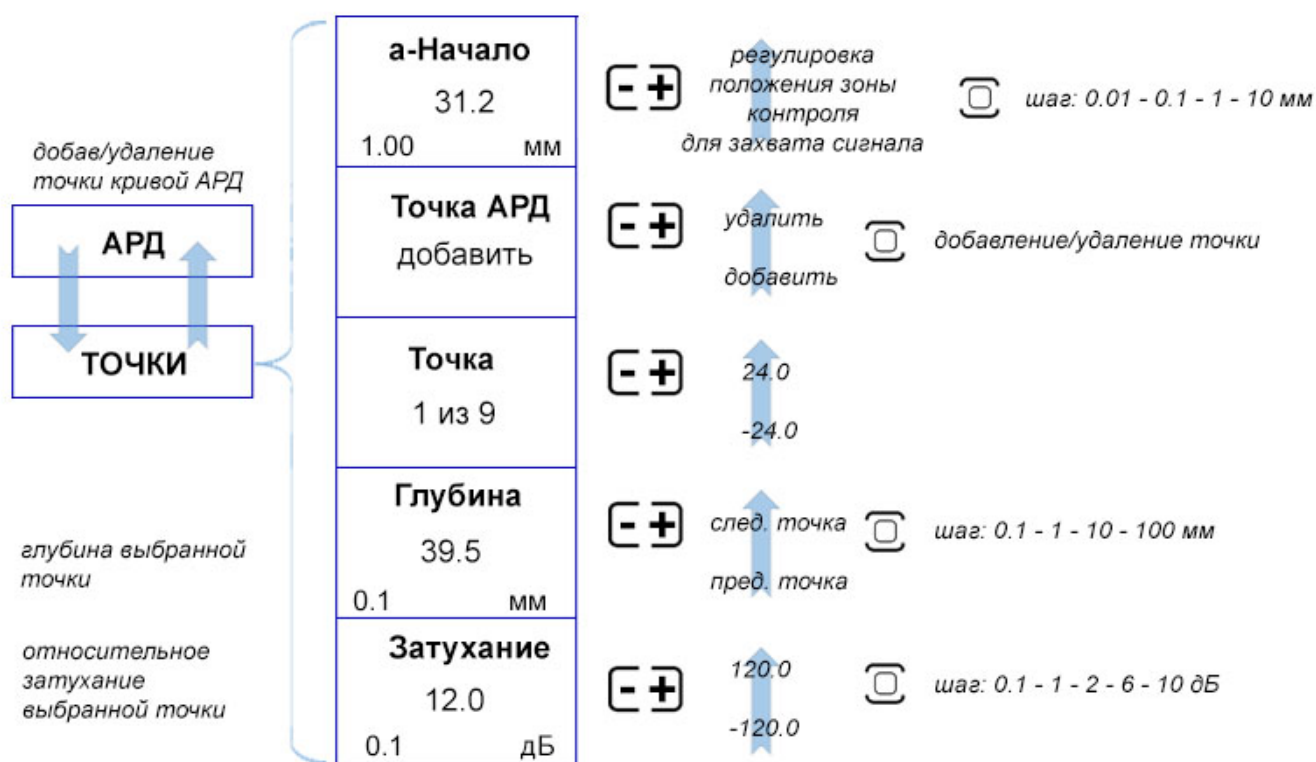 а-Начало
31.2
1.00 мм
регулировка
положения зоны
контроля
для захвата сигнала
шаг: 0.01 - 0.1 - 1 - 10 мм
добав/удаление
точки кривой АРД
АРД
Точка АРД
добавить
удалить
добавить
добавление/удаление точки
ТОЧКИ
Точка
1 из 9
24.0
-24.0
глубина выбранной
точки
Глубина
39.5
0.1 мм
след. точка
пред. точка
шаг: 0.1 - 1 - 10 - 100 мм
относительное
затухание
выбранной точки
Затухание
12.0
0.1 дБ
120.0
-120.0
шаг: 0.1 - 1 - 2 - 6 - 10 дБ